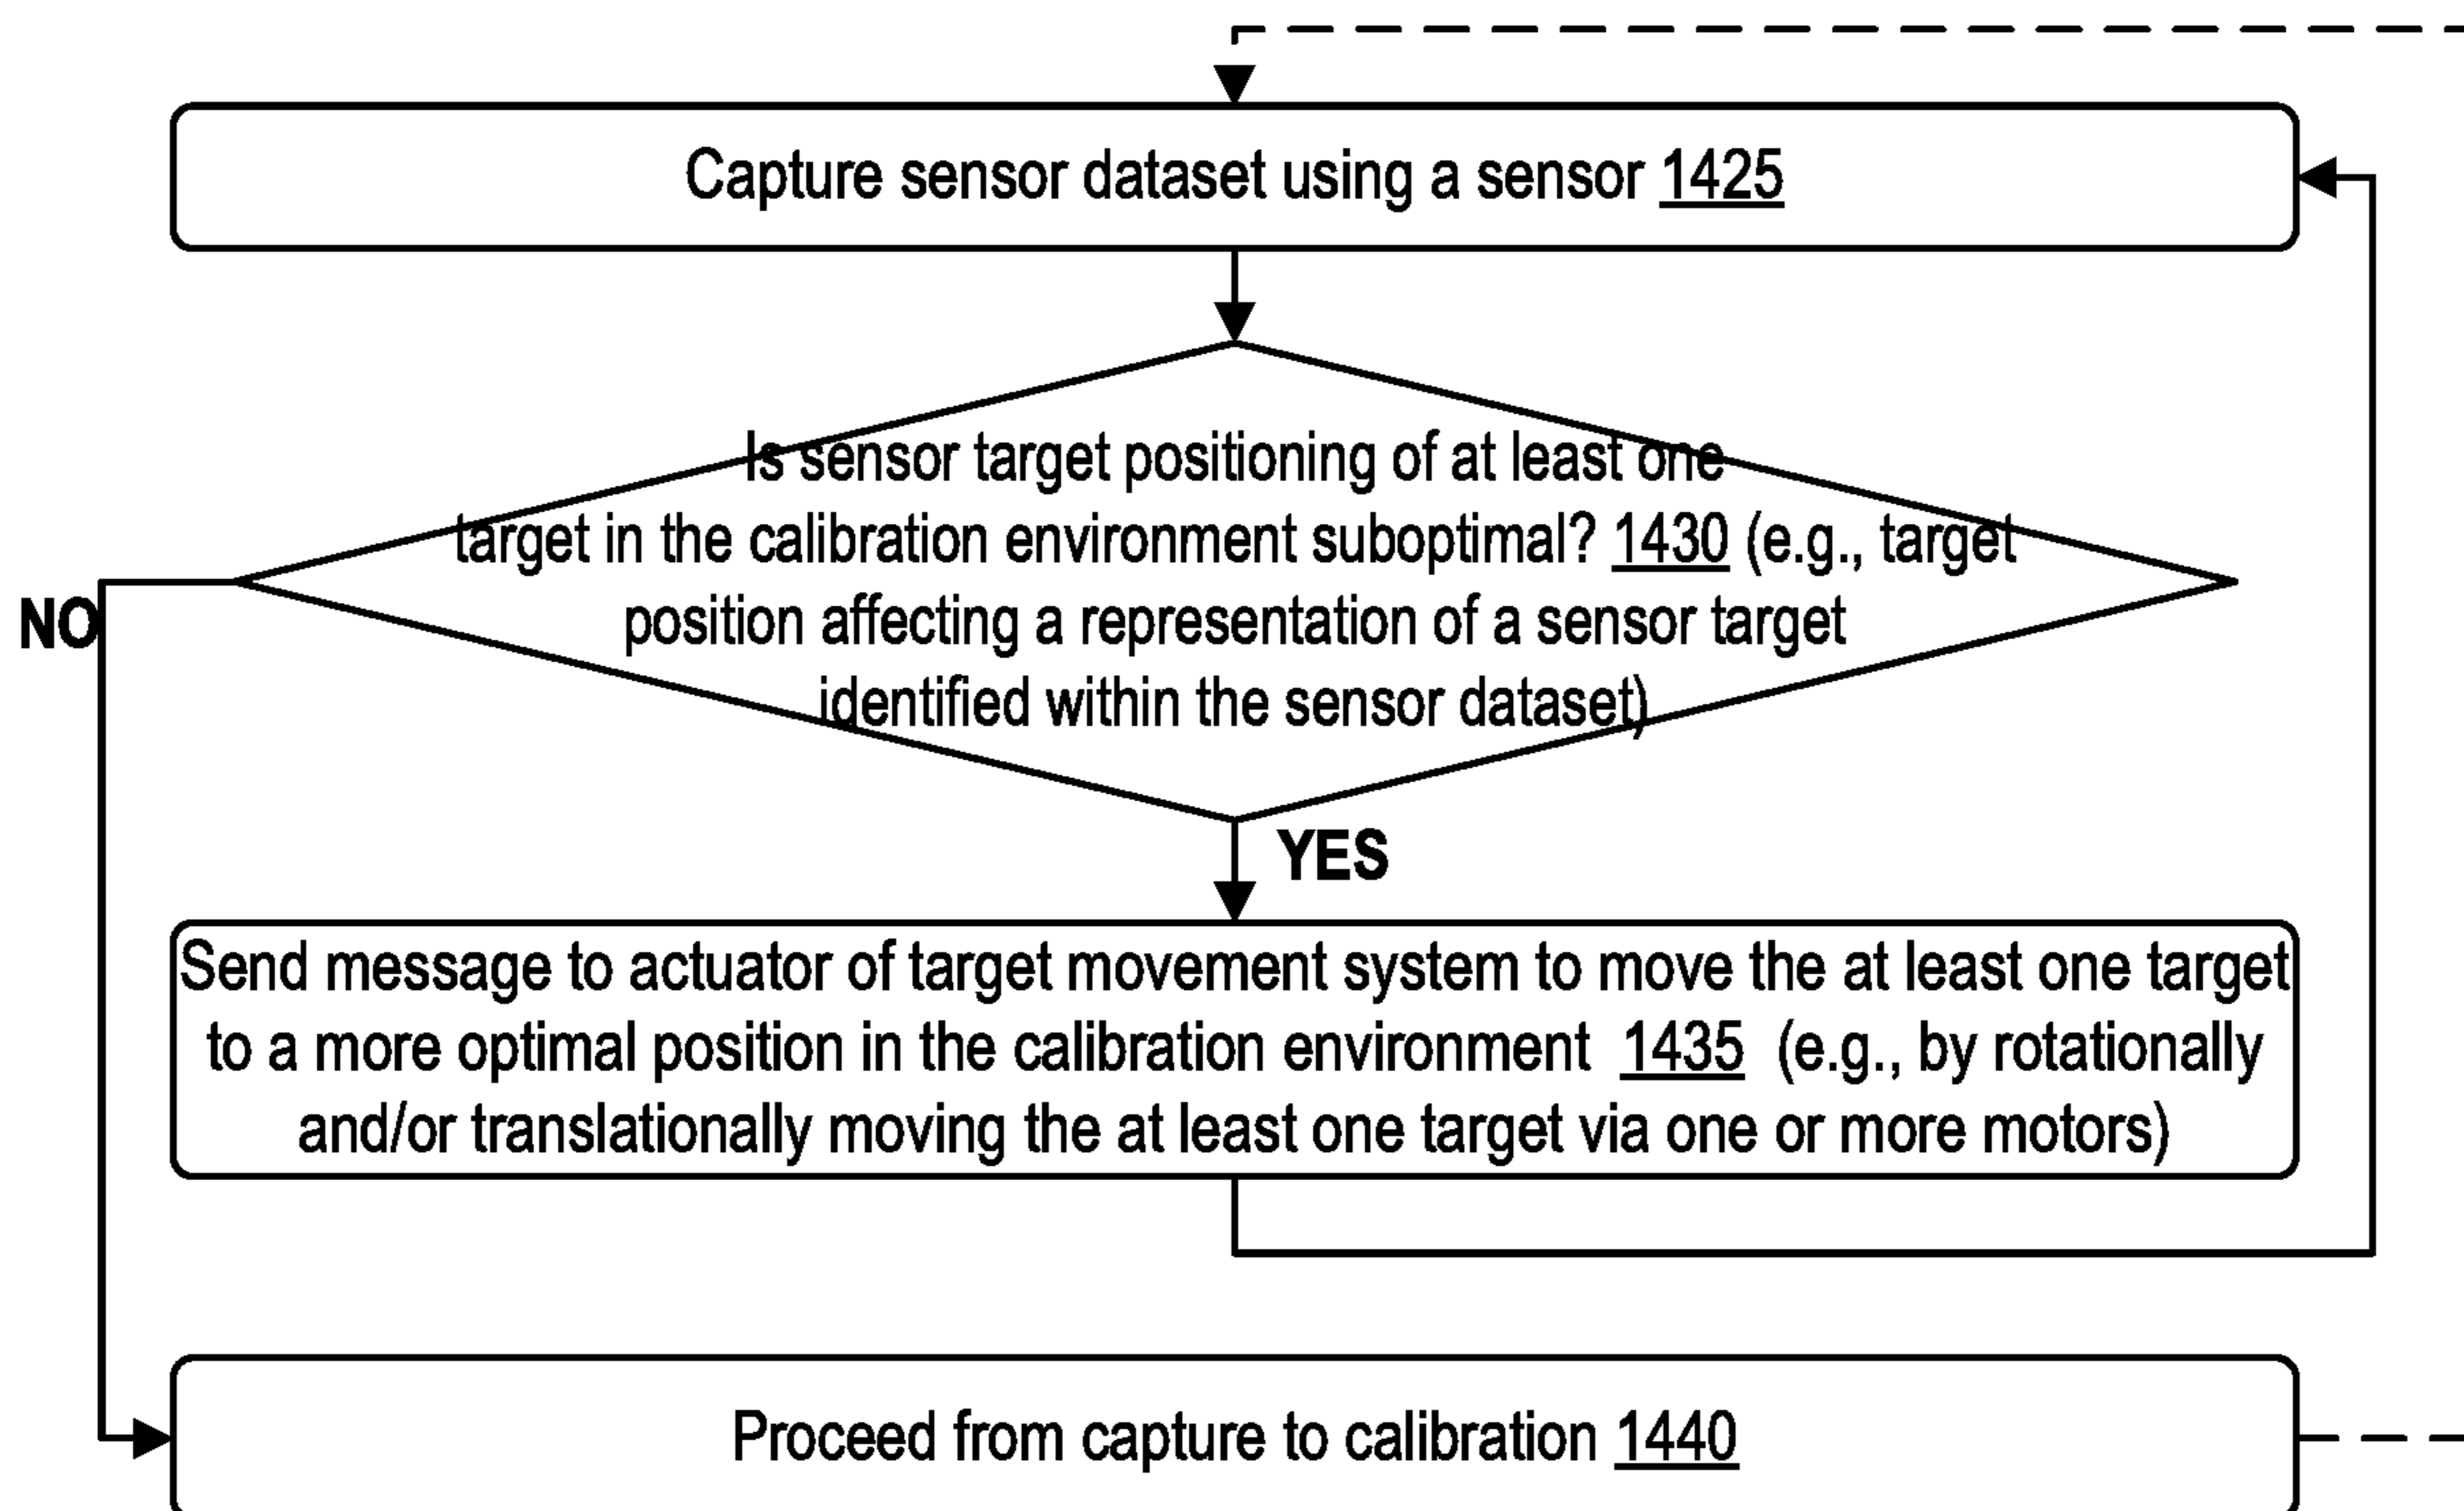 Capture sensor dataset using a sensor 1425
Is sensor target positioning of at least one
target in the calibration environment suboptimal? 1430 (e.g., target
position affecting a representation of a sensor target
identified within the sensor dataset)
NO
YES
Send message to actuator of target movement system to move the at least one target
to a more optimal position in the calibration environment 1435 (e.g., by rotationally
and/or translationally moving the at least one target via one or more motors)
Proceed from capture to calibration 1440